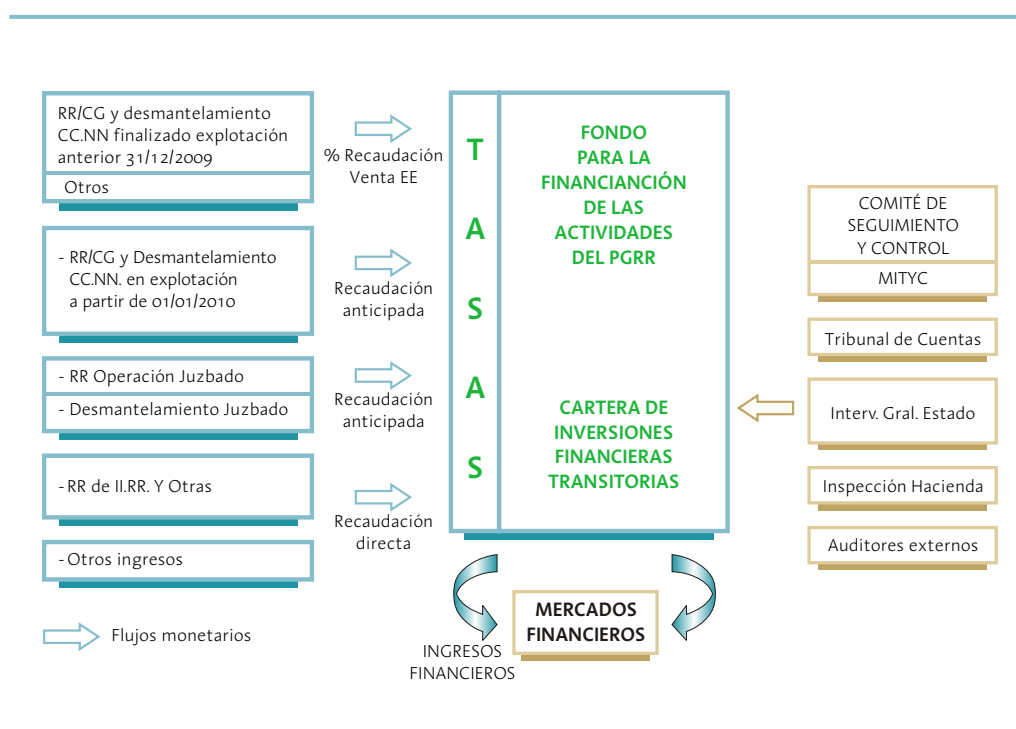 RR/CG y desmantelamiento
CC.NN finalizado explotación
anterior 31/12/2009
Otros
% Recaudación
Venta EE
- RR/CG y Desmantelamiento
CC.NN. en explotación
a partir de 01/01/2010
Recaudación
anticipada
- RR Operación Juzbado
- Desmantelamiento Juzbado
Recaudación
anticipada
- RR de II.RR. Y Otras
Recaudación
directa
- Otros ingresos
Flujos monetarios
T
A
S
A
S
FONDO
PARA LA
FINANCIANCIÓN
DE LAS
ACTIVIDADES
DEL PGRR
CARTERA DE
INVERSIONES
FINANCIERAS
TRANSITORIAS
INGRESOS
FINANCIEROS
MERCADOS
FINANCIEROS
COMITÉ DE
SEGUIMIENTO
Y CONTROL
MITYC
Tribunal de Cuentas
Interv. Gral. Estado
Inspección Hacienda
Auditores externos